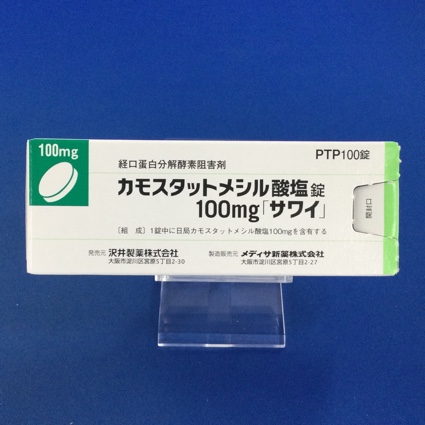 100mg
経口蛋白分解酵素阻害剤
PTP100錠
カモスタットメシル酸塩錠
100mg「サワイ」
開封口
〔組 成〕1錠中に日局カモスタットメシル酸塩100mgを含有する
発売元 沢井製薬株式会社
大阪市淀川区宮原5丁目2-30
製造販売元 メディサ新薬株式会社
大阪市淀川区宮原5丁目2-27